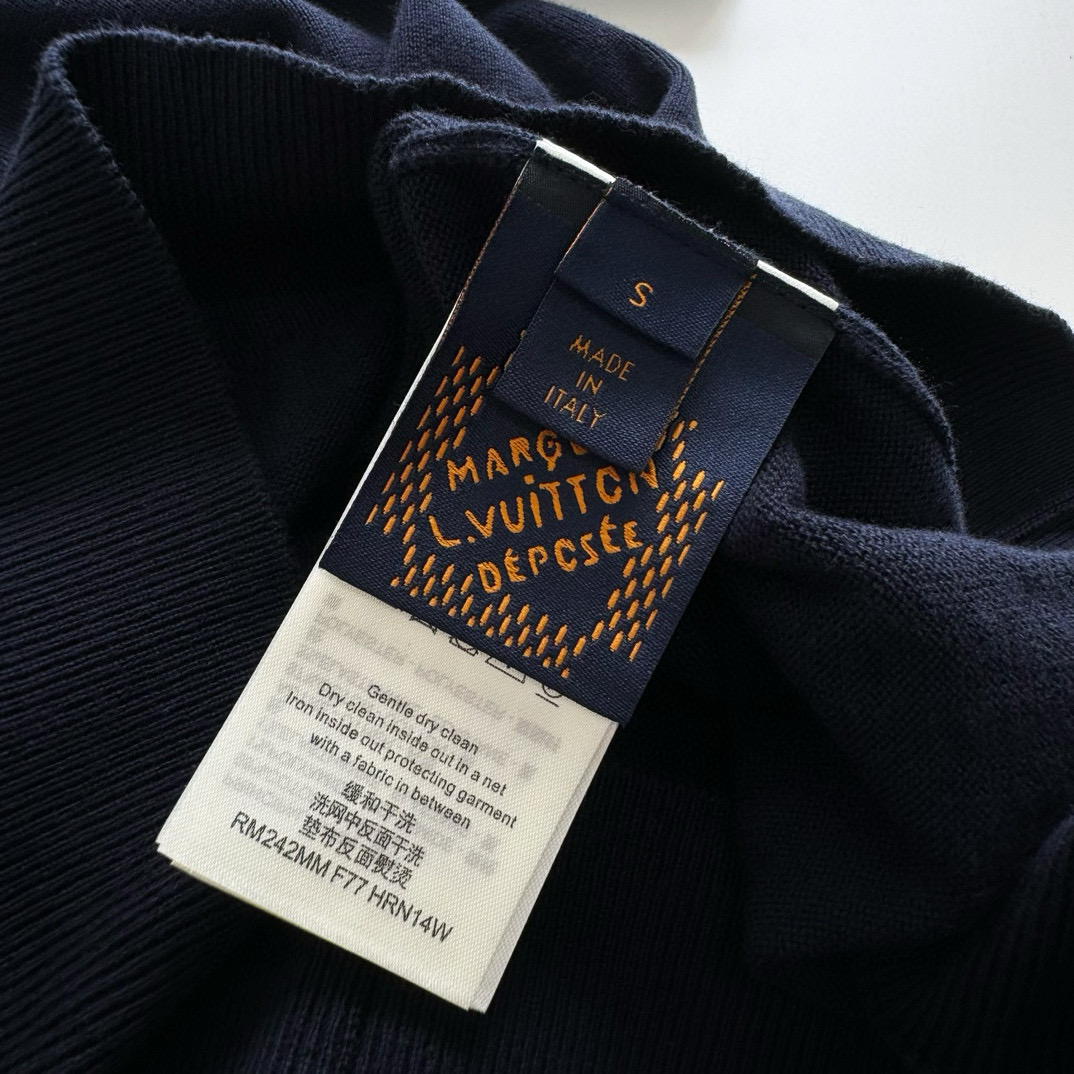 S
MADE
IN
ITALY
L.VUiTTON
DÉPOSÉE
Gentle dry clean
Dry clean inside out in a net
Iron inside out protecting garment
with a fabric in between
缓和干洗
洗网中反面干洗
垫布反面熨烫
RM242MM F77 HRN14W